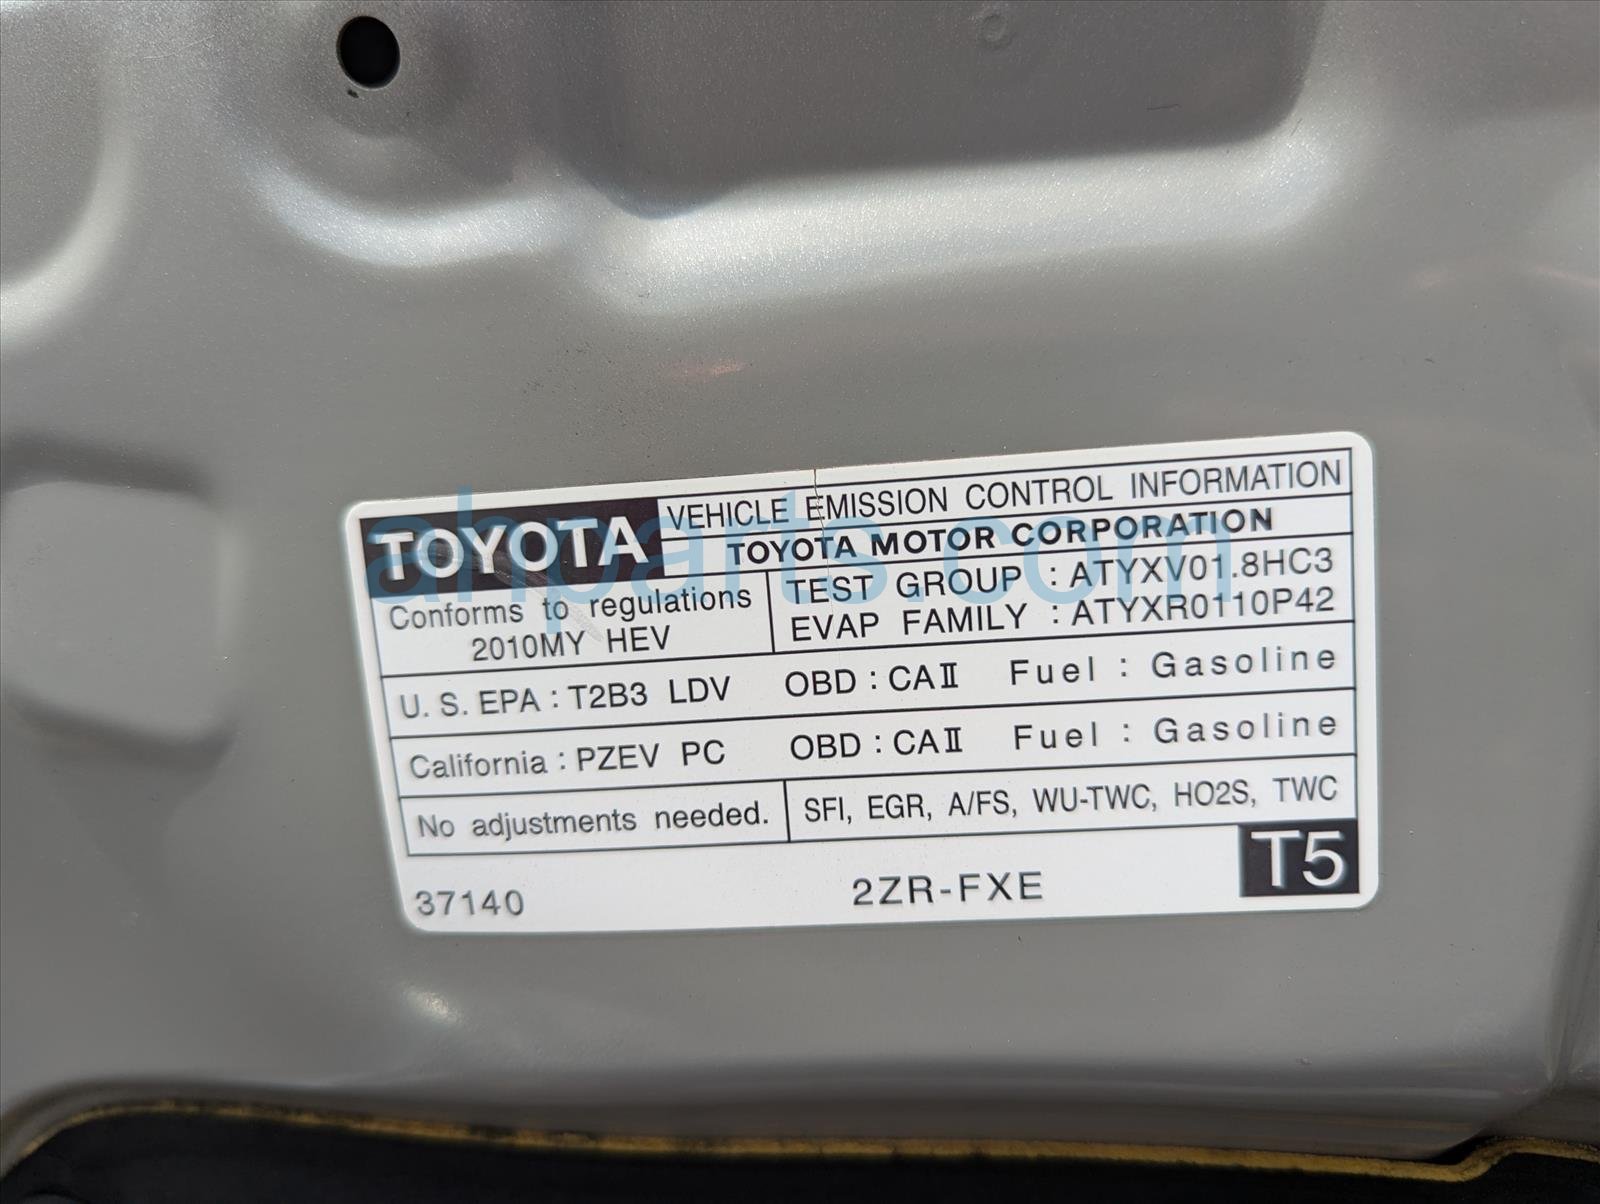 TOYOTA VEHICLE EMISSION CONTROL INFORMATION
TOYOTA MOTOR CORPORATION
Conforms to regulations
2010MY HEV
TEST GROUP : ATYXV01.8HC3
EVAP FAMILY : ATYXR0110P42
U.S. EPA : T2B3 LDV OBD : CAⅡ Fuel : Gasoline
California : PZEV PC OBD : CAⅡ Fuel : Gasoline
No adjustments needed. SFI, EGR, A/FS, WU-TWC, HO2S, TWC
37140 2ZR-FXE T5
ahparts.com